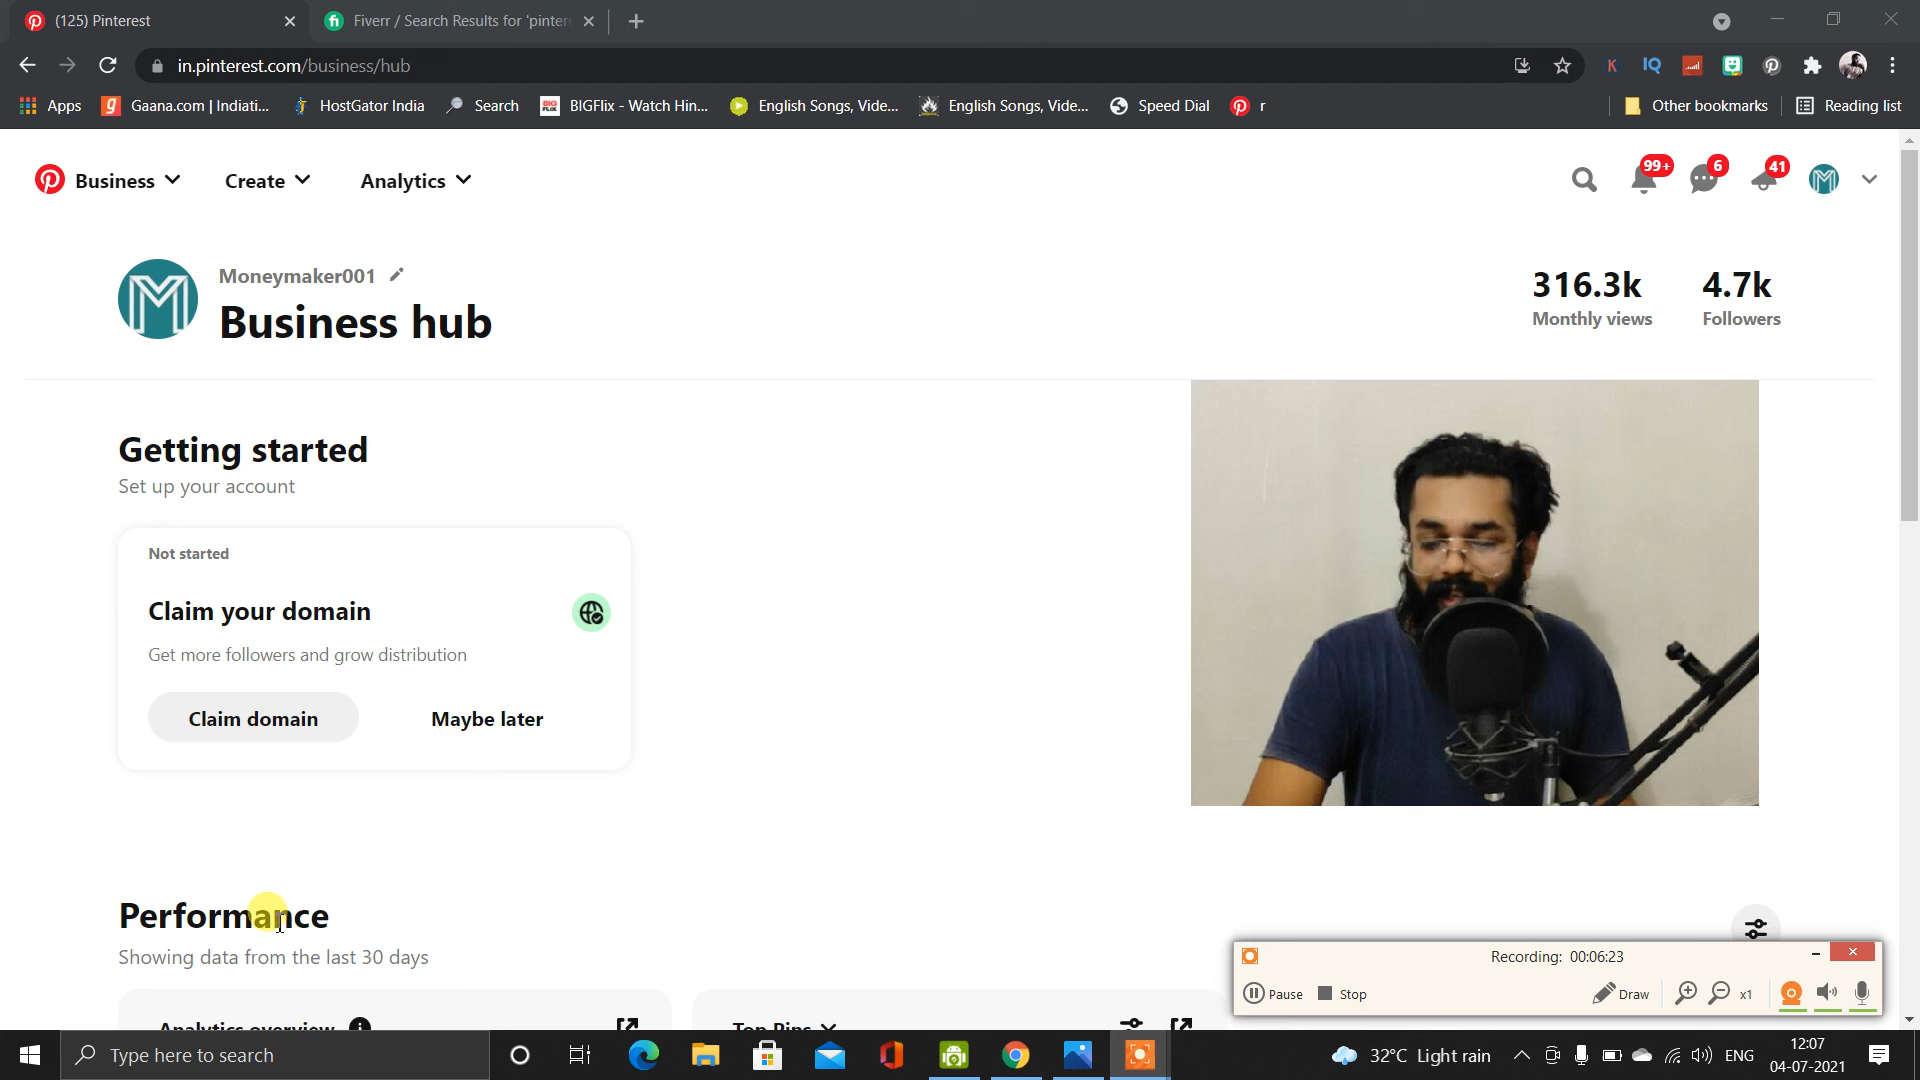 (125) Pinterest
Fiverr / Search Results for 'pinter
in.pinterest.com/business/hub
K
IQ
Apps
Gaana.com | Indiati...
HostGator India
Search
BIGFlix - Watch Hin...
English Songs, Vide...
English Songs, Vide...
Speed Dial
r
Other bookmarks
Reading list
Business
Create
Analytics
99+
6
41
Moneymaker001
Business hub
316.3k
Monthly views
4.7k
Followers
Getting started
Set up your account
Not started
Claim your domain
Get more followers and grow distribution
Claim domain
Maybe later
Performance
Showing data from the last 30 days
Analytics overview
Top Pins
Recording: 00:06:23
Pause
Stop
Draw
x1
Type here to search
32°C Light rain
ENG
12:07
04-07-2021